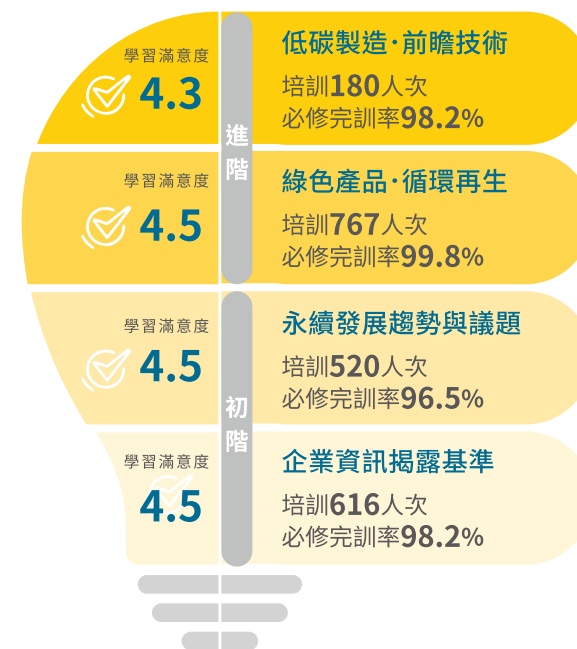 學習滿意度
4.3
低碳製造·前瞻技術
培訓180人次
必修完訓率98.2%
進階
學習滿意度
4.5
綠色產品·循環再生
培訓767人次
必修完訓率99.8%
學習滿意度
4.5
永續發展趨勢與議題
培訓520人次
必修完訓率96.5%
初階
學習滿意度
4.5
企業資訊揭露基準
培訓616人次
必修完訓率98.2%